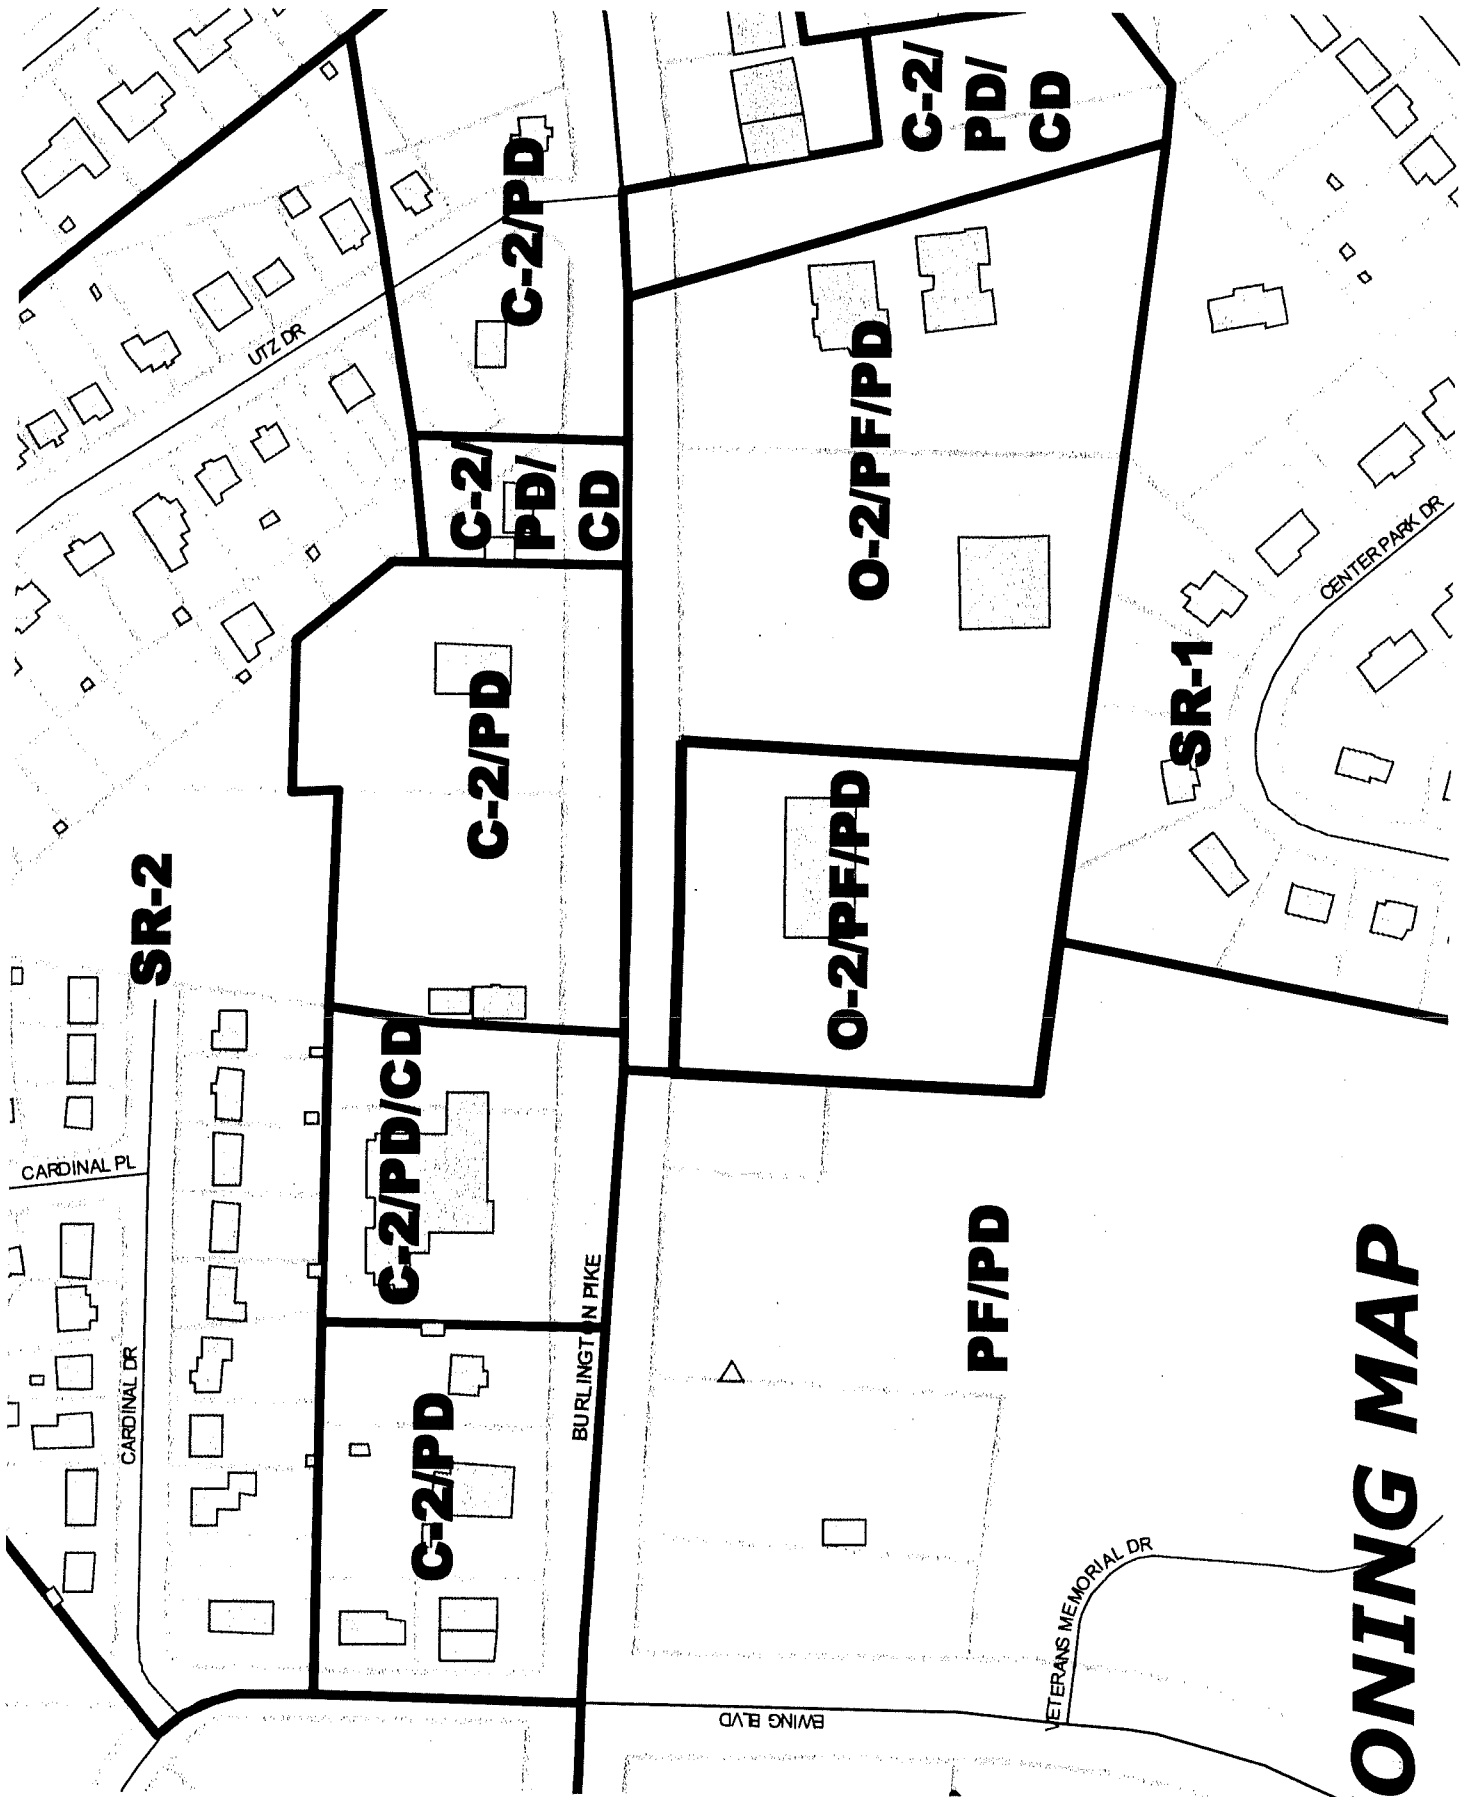 C-2/
PD/
CD
C-2/PD
UTZ DR
O-2/PF/PD
C-2/
PD/
CD
CENTER PARK DR
SR-1
C-2/PD
O-2/PF/PD
SR-2
C-2/PD/CD
CARDINAL PL
BURLINGTON PIKE
PF/PD
CARDINAL DR
C-2/PD
VETERANS MEMORIAL DR
EWING BLVD
ONING MAP